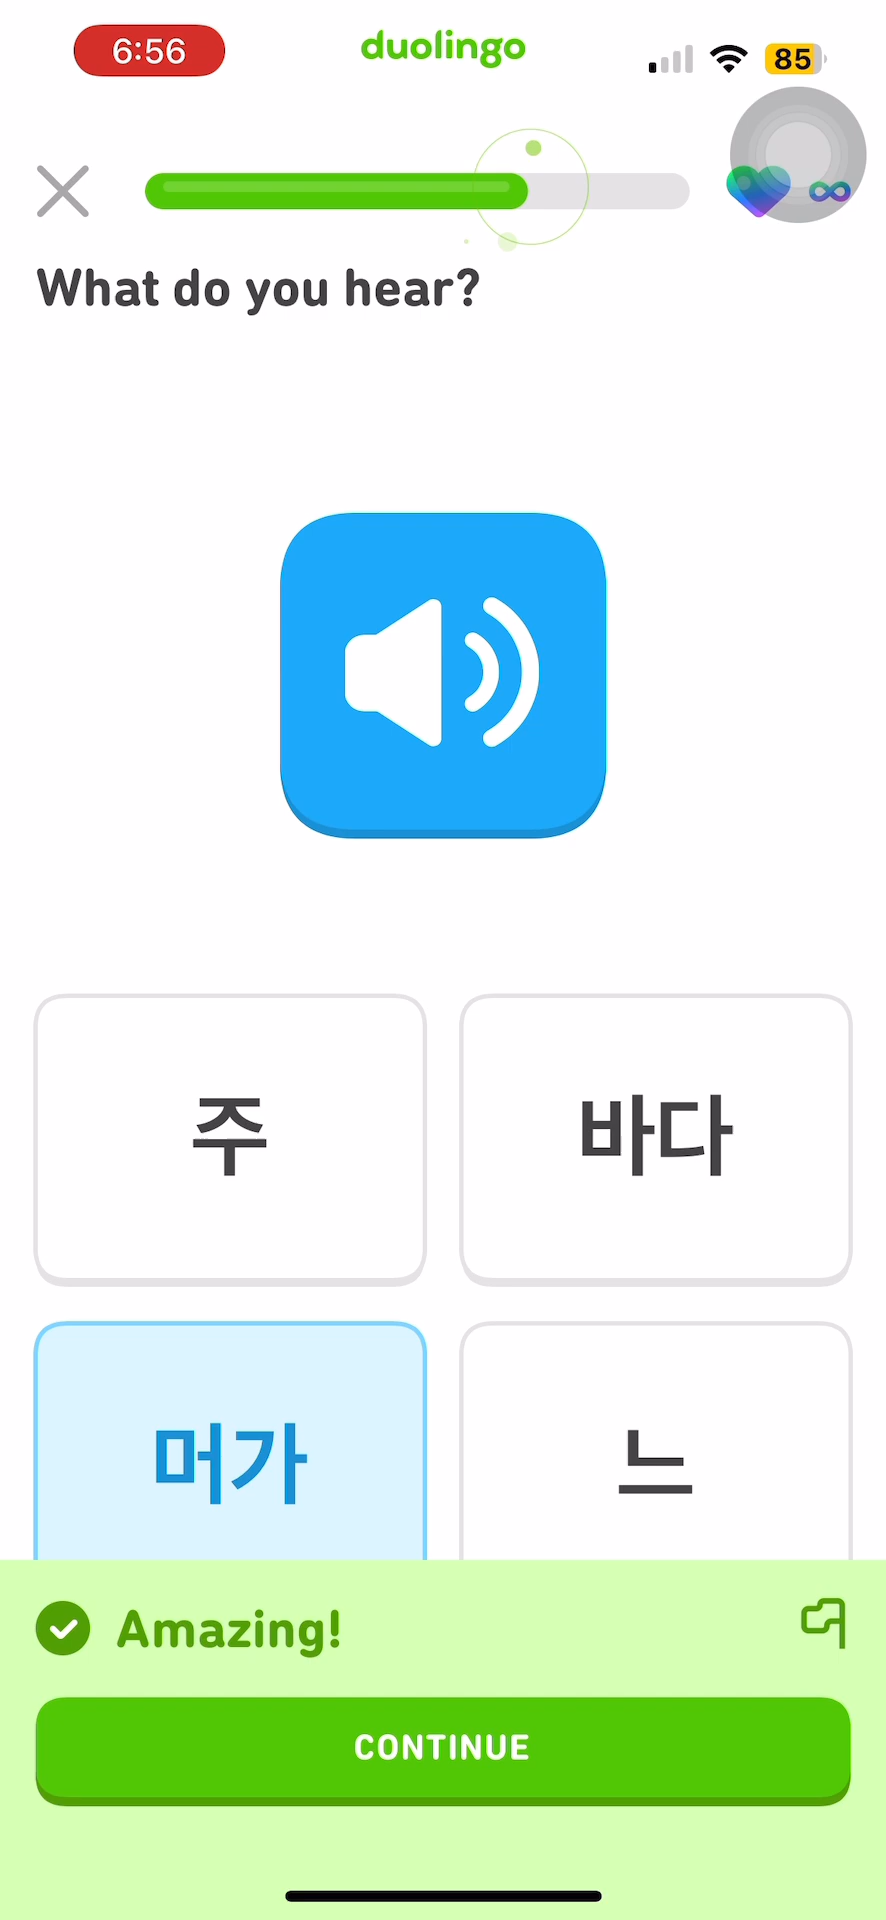 6:56
duolingo
85
What do you hear?
주
바다
머가
느
Amazing!
CONTINUE